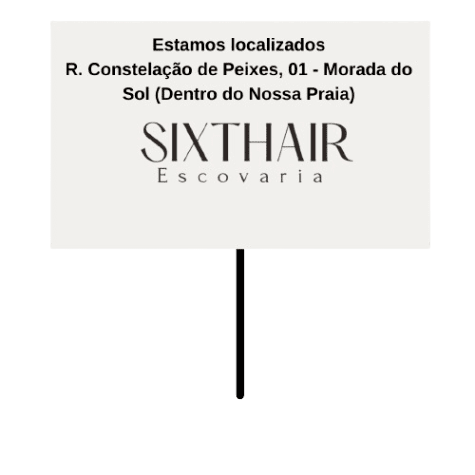 Estamos localizados
R. Constelação de Peixes, 01 - Morada do
Sol (Dentro do Nossa Praia)
SIXTHAIR
Escovaria